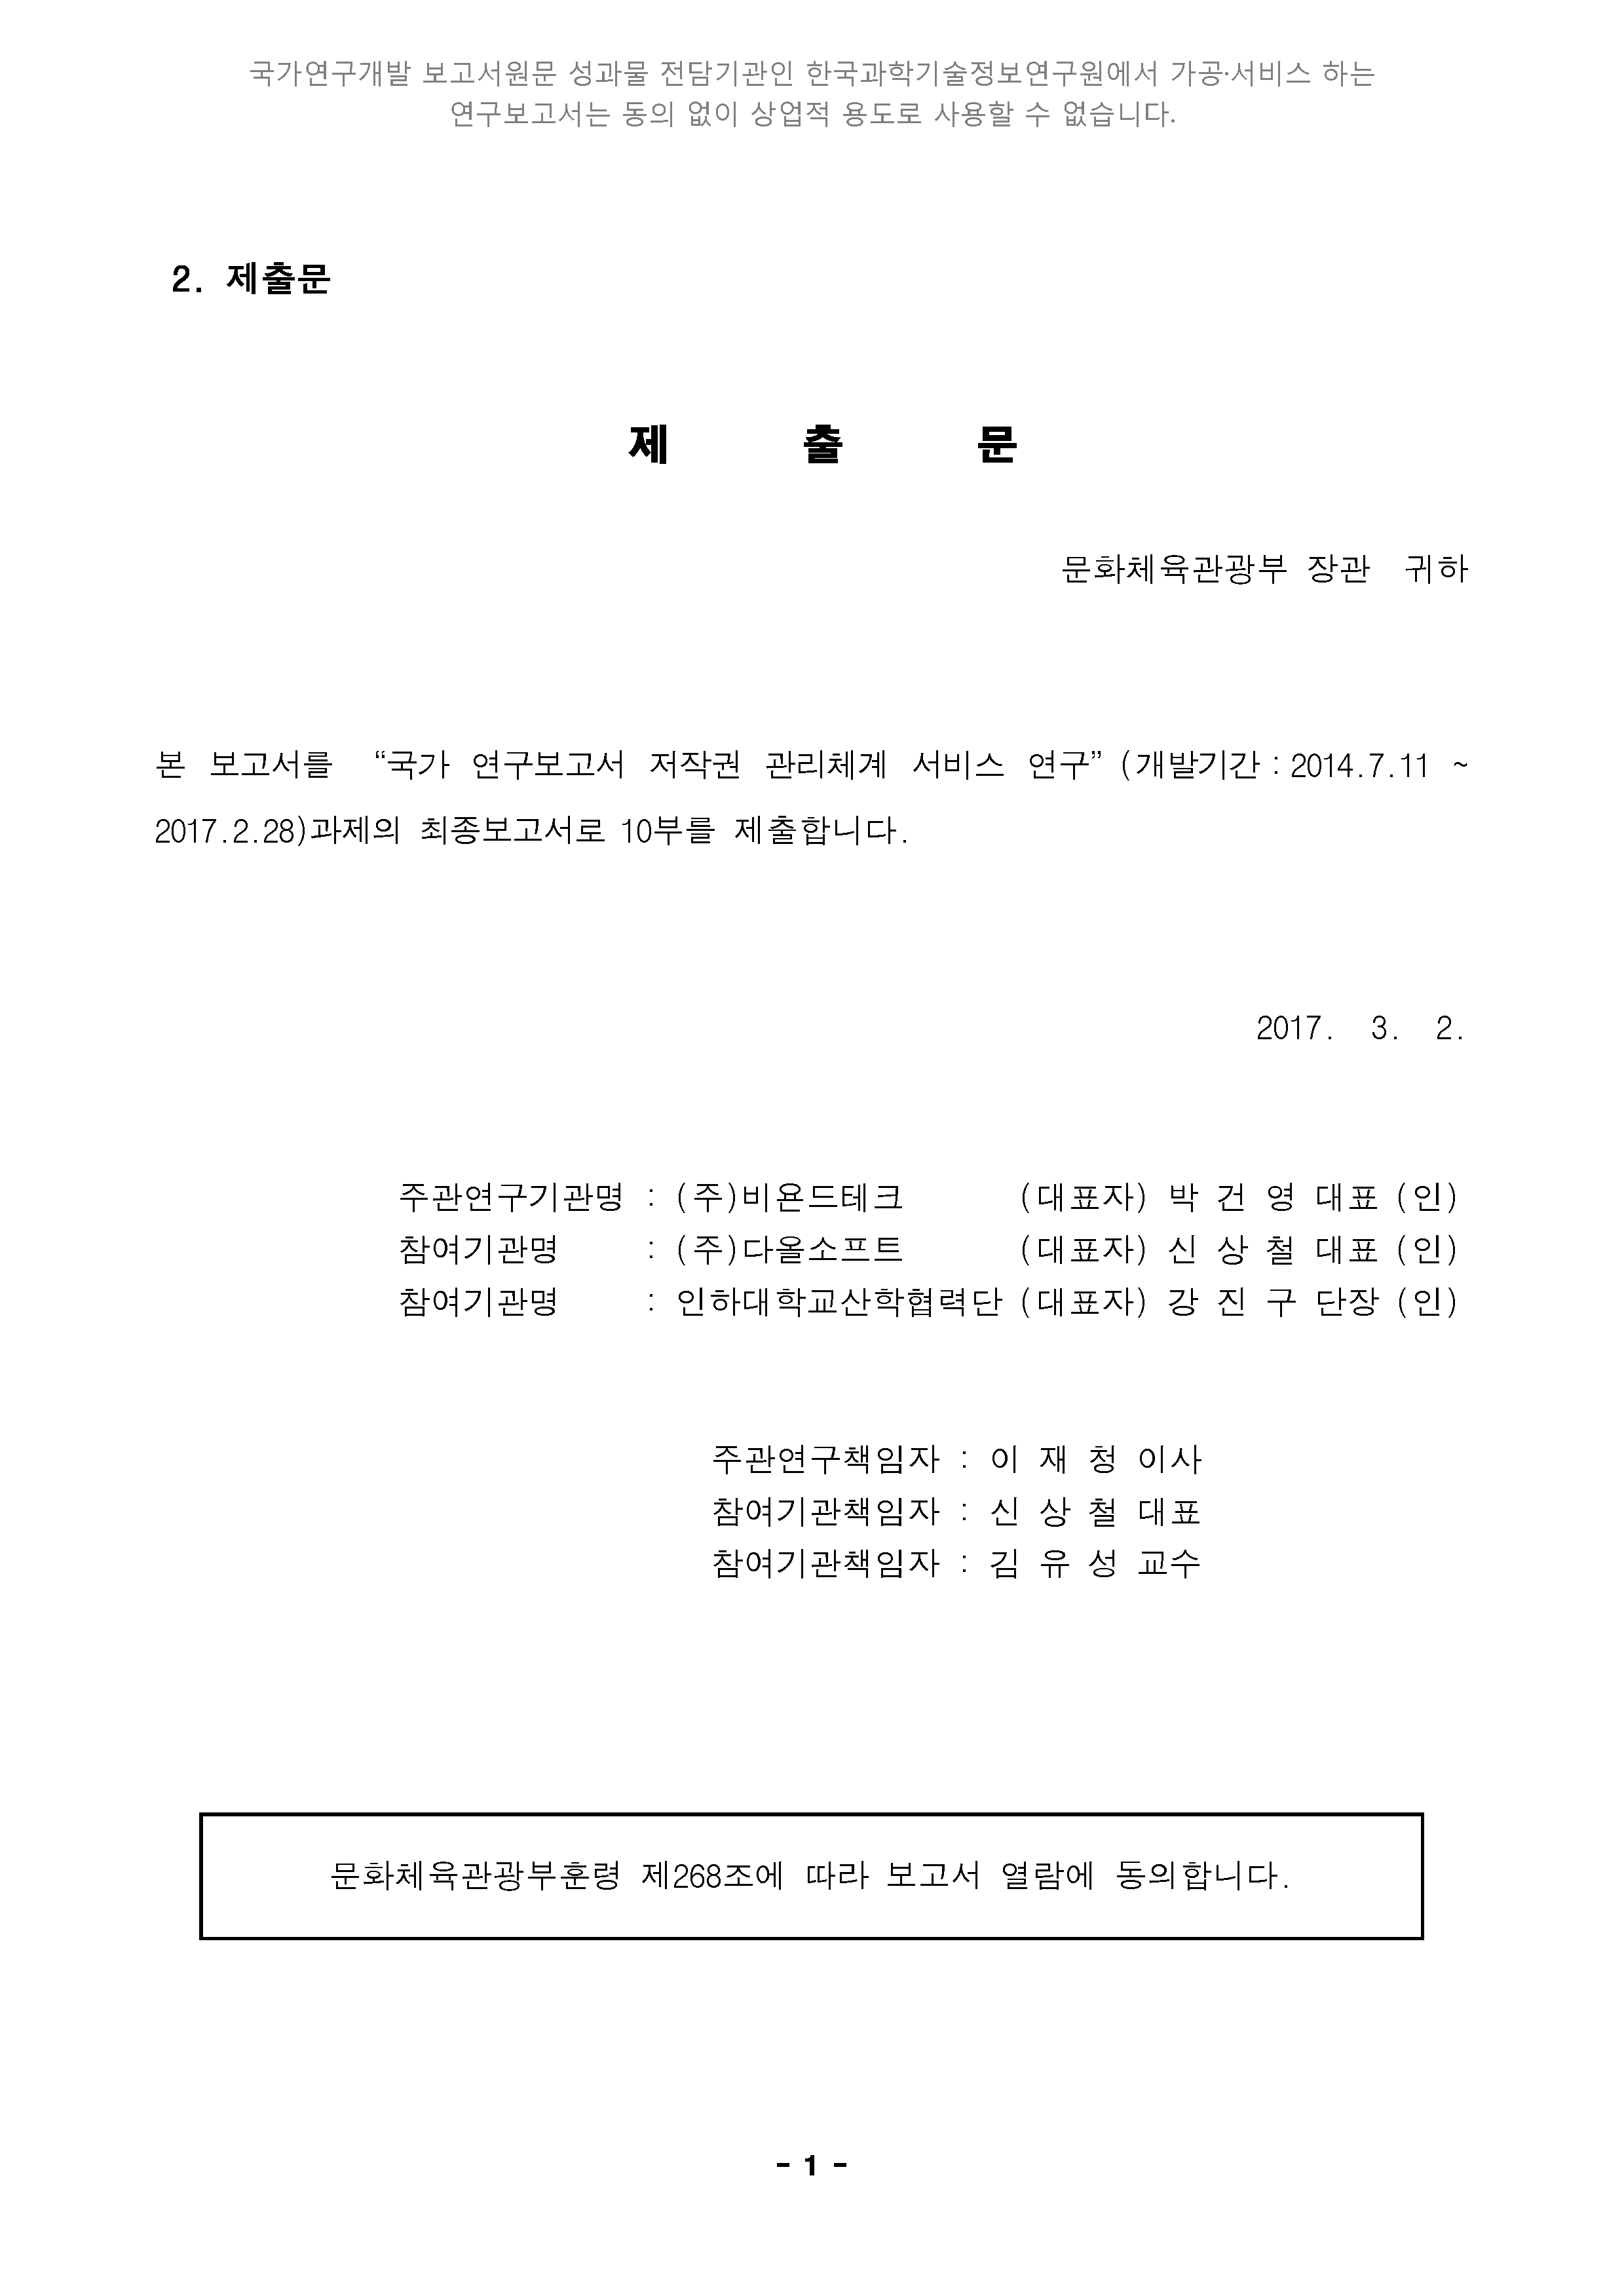 국가연구개발 보고서원문 성과물 전담기관인 한국과학기술정보연구원에서 가공·서비스 하는
연구보고서는 동의 없이 상업적 용도로 사용할 수 없습니다.
2. 제출문
제 출 문
문화체육관광부 장관 귀하
본 보고서를 “국가 연구보고서 저작권 관리체계 서비스 연구” (개발기간 : 2014.7.11 ~
2017.2.28)과제의 최종보고서로 10부를 제출합니다.
2017. 3. 2.
주관연구기관명 : (주)비욘드테크 (대표자) 박 건 영 대표 (인)
참여기관명 : (주)다올소프트 (대표자) 신 상 철 대표 (인)
참여기관명 : 인하대학교산학협력단 (대표자) 강 진 구 단장 (인)
주관연구책임자 : 이 재 청 이사
참여기관책임자 : 신 상 철 대표
참여기관책임자 : 김 유 성 교수
문화체육관광부훈령 제268조에 따라 보고서 열람에 동의합니다.
- 1 -